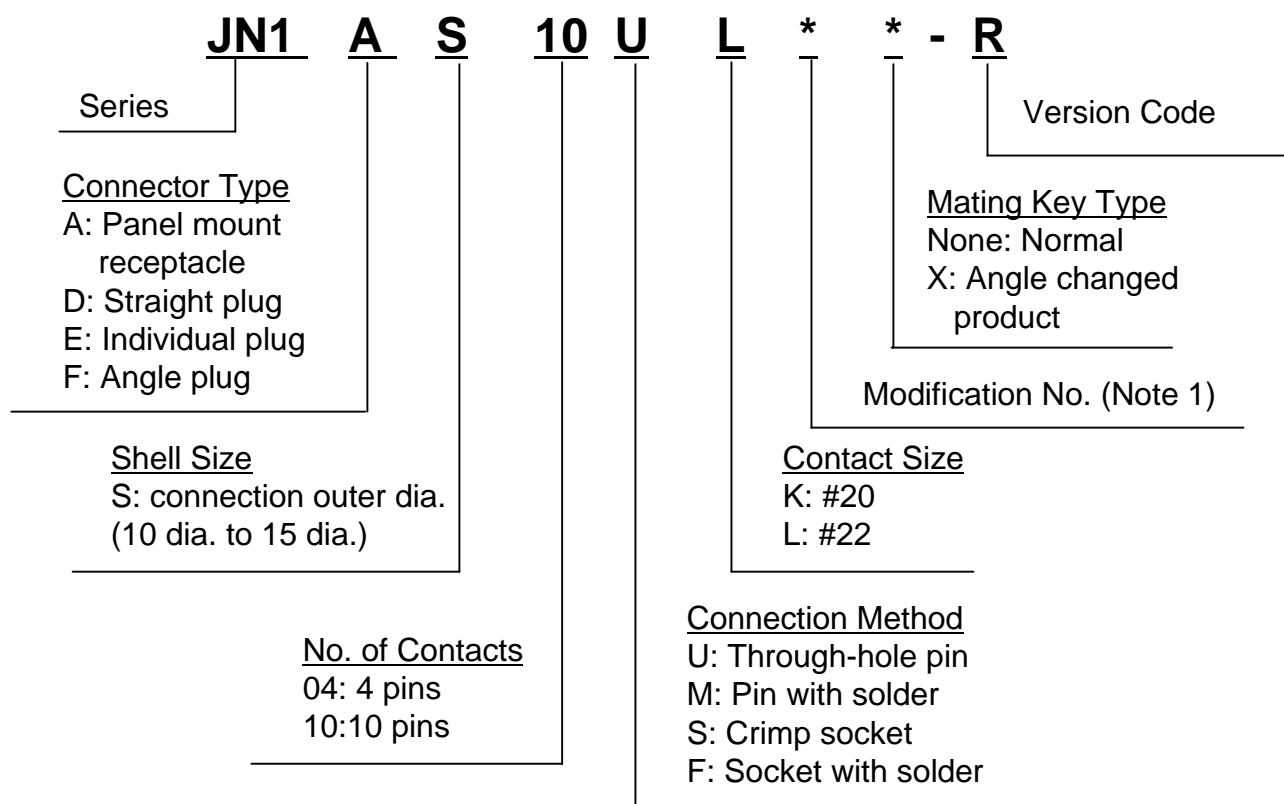 JN1 A S 10 U L * * - R
Series
Version Code
Connector Type
A: Panel mount
receptacle
D: Straight plug
E: Individual plug
F: Angle plug
Mating Key Type
None: Normal
X: Angle changed
product
Modification No. (Note 1)
Shell Size
S: connection outer dia.
(10 dia. to 15 dia.)
Contact Size
K: #20
L: #22
No. of Contacts
04: 4 pins
10:10 pins
Connection Method
U: Through-hole pin
M: Pin with solder
S: Crimp socket
F: Socket with solder